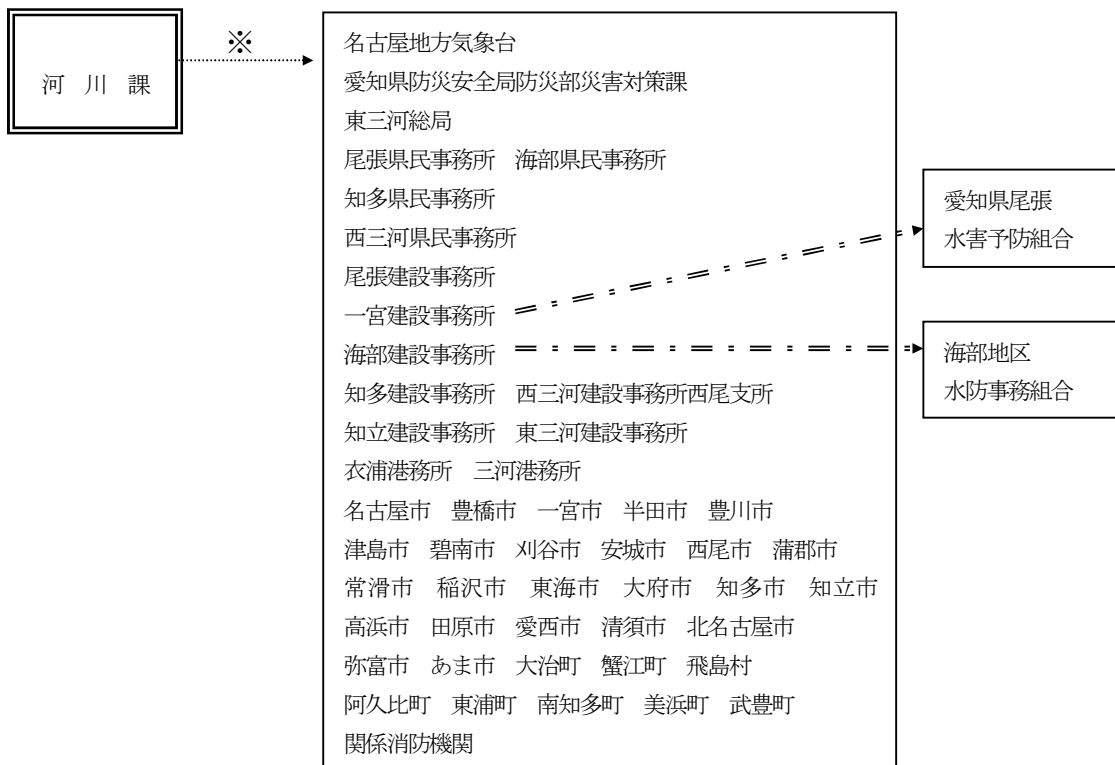 河 川 課
※
名古屋地方気象台
愛知県防災安全局防災部災害対策課
東三河総局
尾張県民事務所　海部県民事務所
知多県民事務所
西三河県民事務所
尾張建設事務所
一宮建設事務所
海部建設事務所
知多建設事務所　西三河建設事務所西尾支所
知立建設事務所　東三河建設事務所
衣浦港務所　三河港務所
名古屋市　豊橋市　一宮市　半田市　豊川市
津島市　碧南市　刈谷市　安城市　西尾市　蒲郡市
常滑市　稲沢市　東海市　大府市　知多市　知立市
高浜市　田原市　愛西市　清須市　北名古屋市
弥富市　あま市　大治町　蟹江町　飛島村
阿久比町　東浦町　南知多町　美浜町　武豊町
関係消防機関
愛知県尾張
水害予防組合
海部地区
水防事務組合